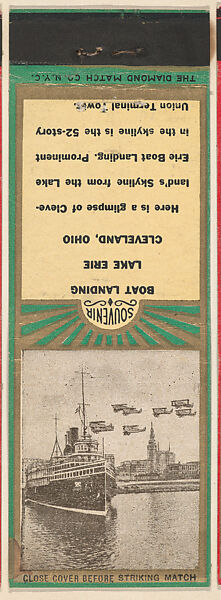 THE DIAMOND MATCH CO. N.Y.C.
SOUVENIR
BOAT LANDING
LAKE ERIE
CLEVELAND, OHIO
Here is a glimpse of Cleve-
land's Skyline from the Lake
Erie Boat Landing. Prominent
in the skyline is the 52-story
Union Terminal Tower.
CLOSE COVER BEFORE STRIKING MATCH